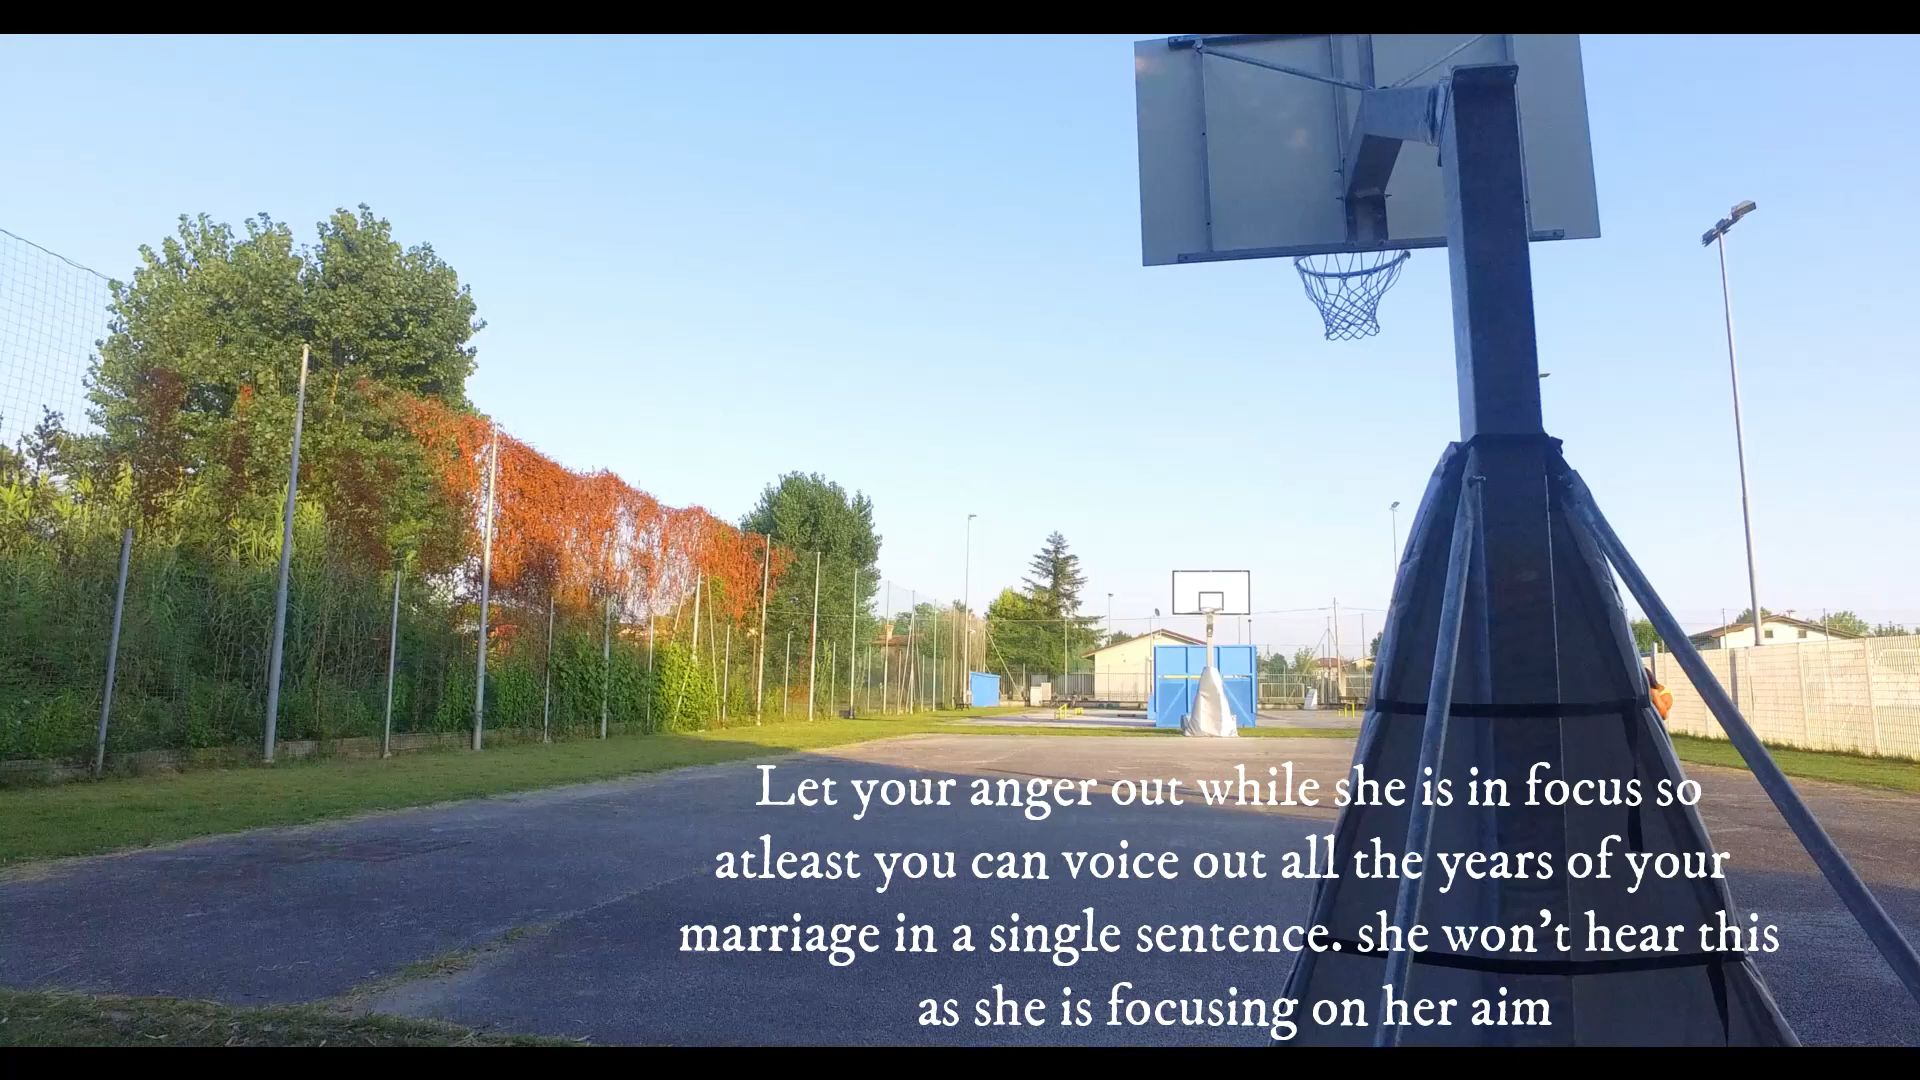 Let your anger out while she is in focus so
atleast you can voice out all the years of your
marriage in a single sentence. she won't hear this
as she is focusing on her aim